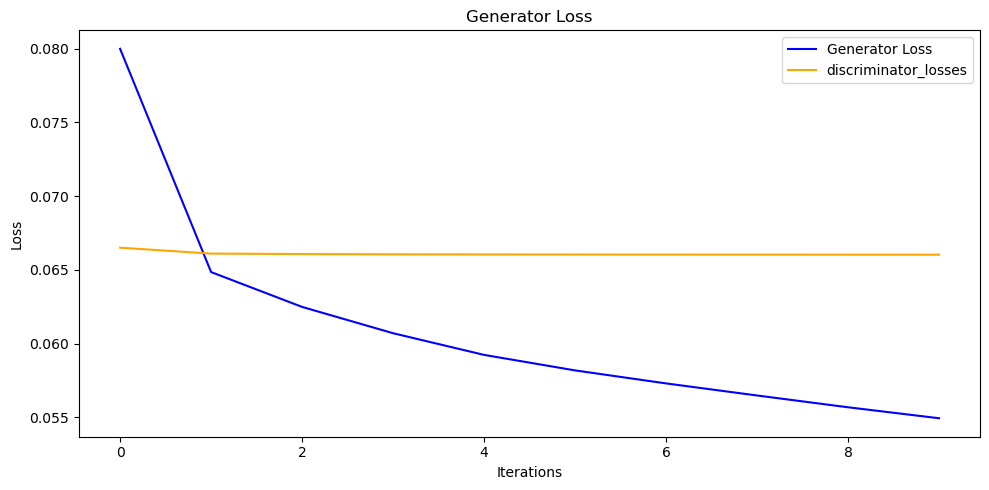 Generator Loss
Generator Loss
discriminator_losses
0.080
0.075
0.070
0.065
0.060
0.055
Loss
0 2 4 6 8
Iterations